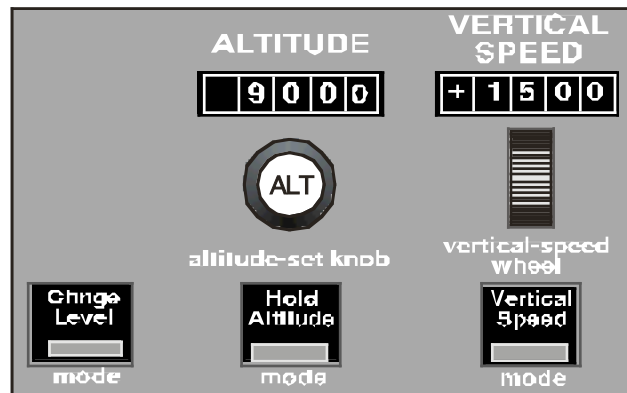 ALTITUDE
VERTICAL
SPEED
9000
+1500
ALT
altitude-set knob
vertical-speed
wheel
Chnge
Level
Hold
Altitude
Vertical
Speed
mode
mode
mode